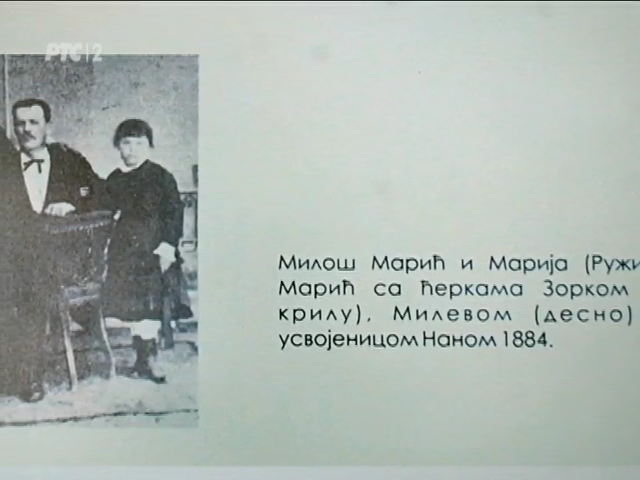 РТС|2
Милош Марић и Марија (Ружи
Марић са ћеркама Зорком
крилу), Милевом (десно)
усвојеницом Наном 1884.